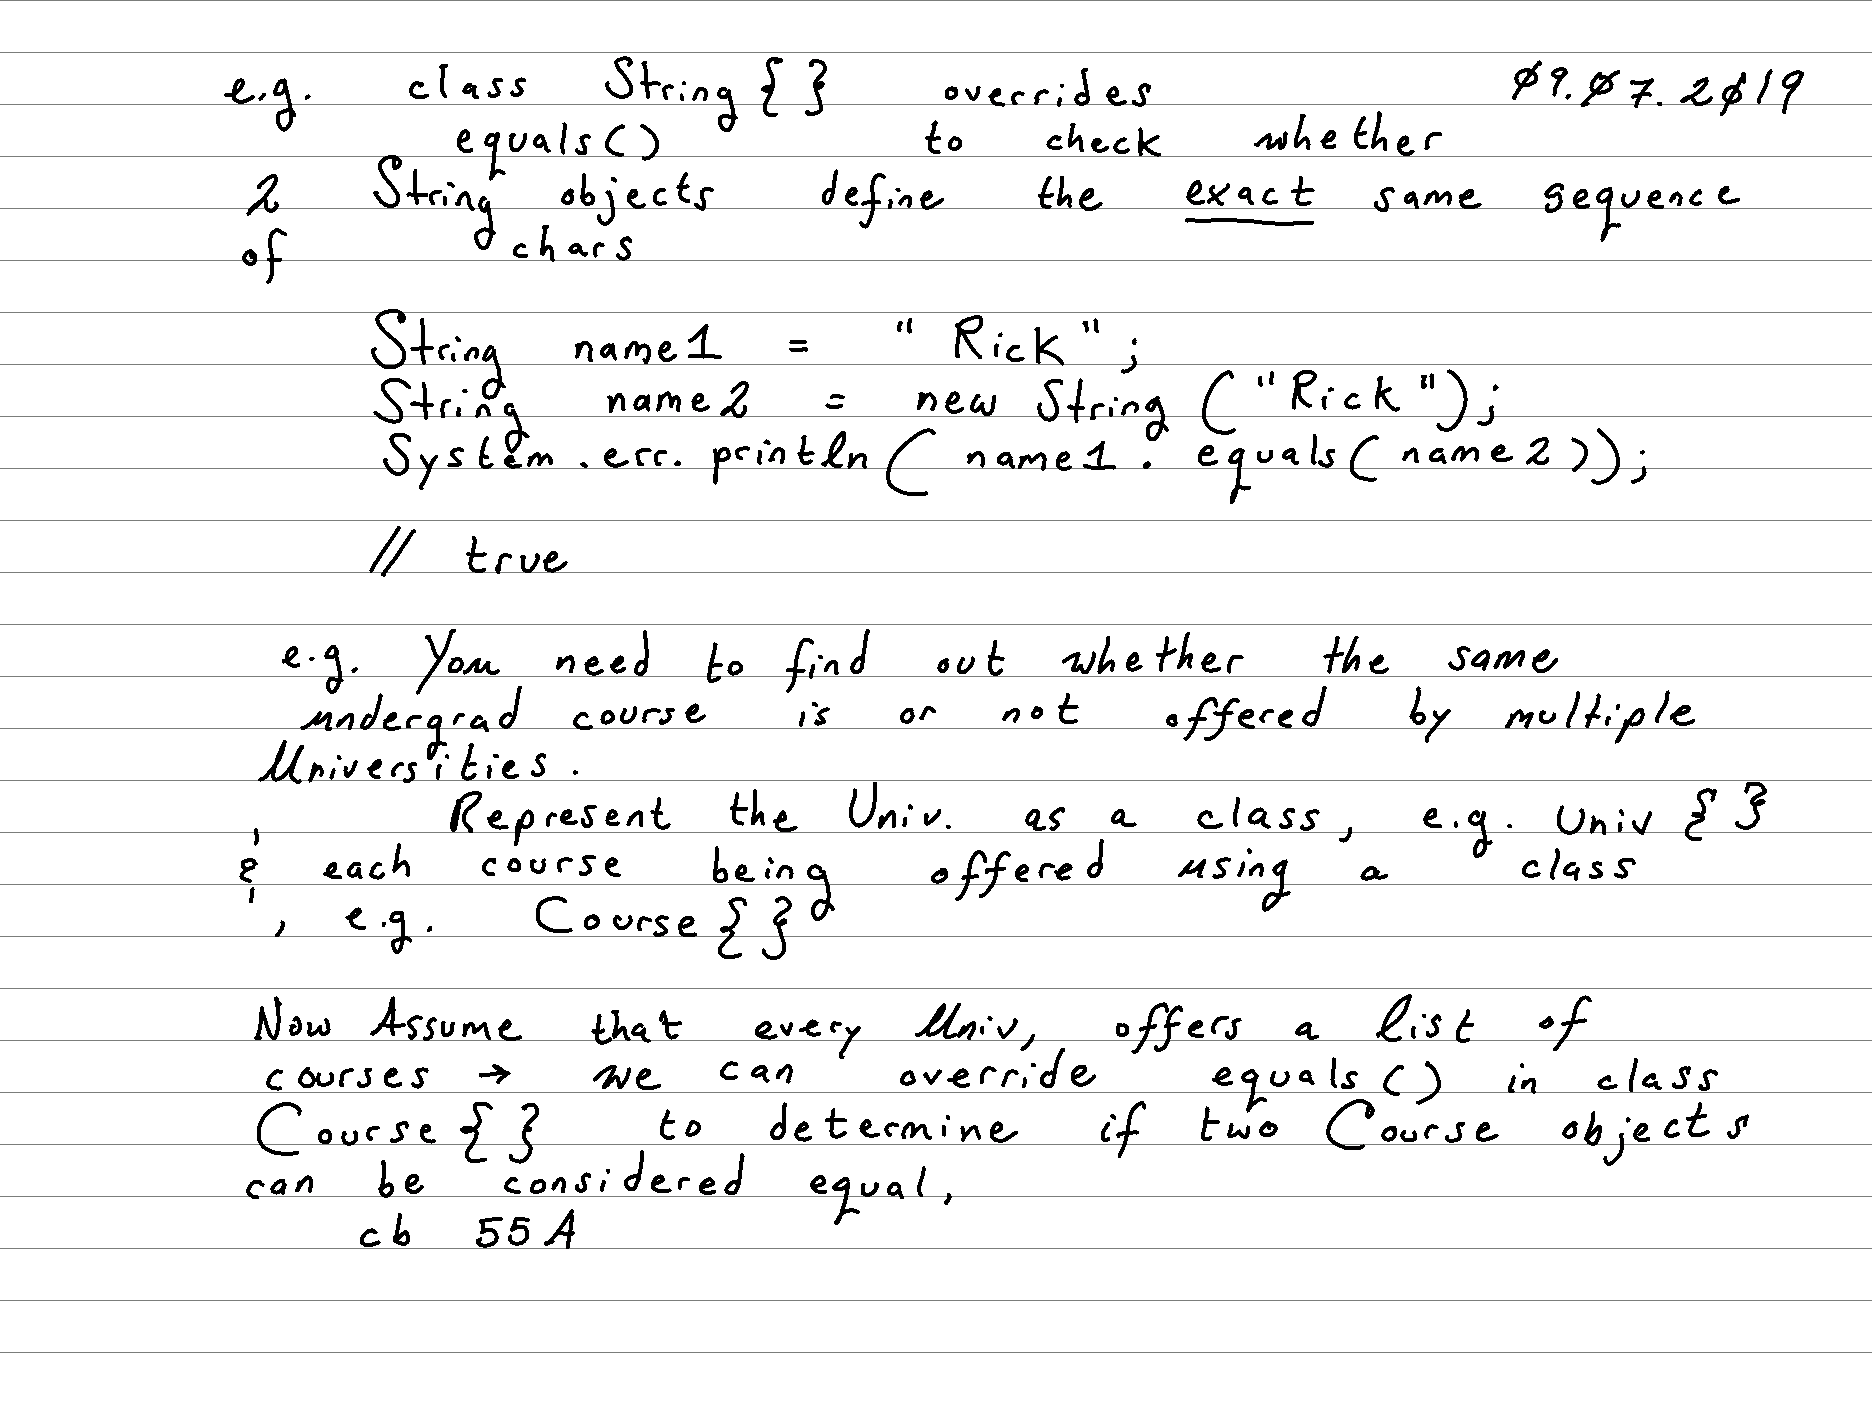 e.g. class String { } overrides ø9.ø7.2ø19
equals() to check whether
2 String objects define the exact same sequence
of chars
String name1 = "Rick";
String name2 = new String ("Rick");
System.err.println( name1. equals( name2 ));
// true
e.g. You need to find out whether the same
undergrad course is or not offered by multiple
Universities.
Represent the Univ. as a class, e.g. Univ { }
& each course being offered using a class
, e.g. Course { }
Now Assume that every Univ, offers a list of
courses → we can override equals () in class
Course { } to determine if two Course objects
can be considered equal,
cb 55A